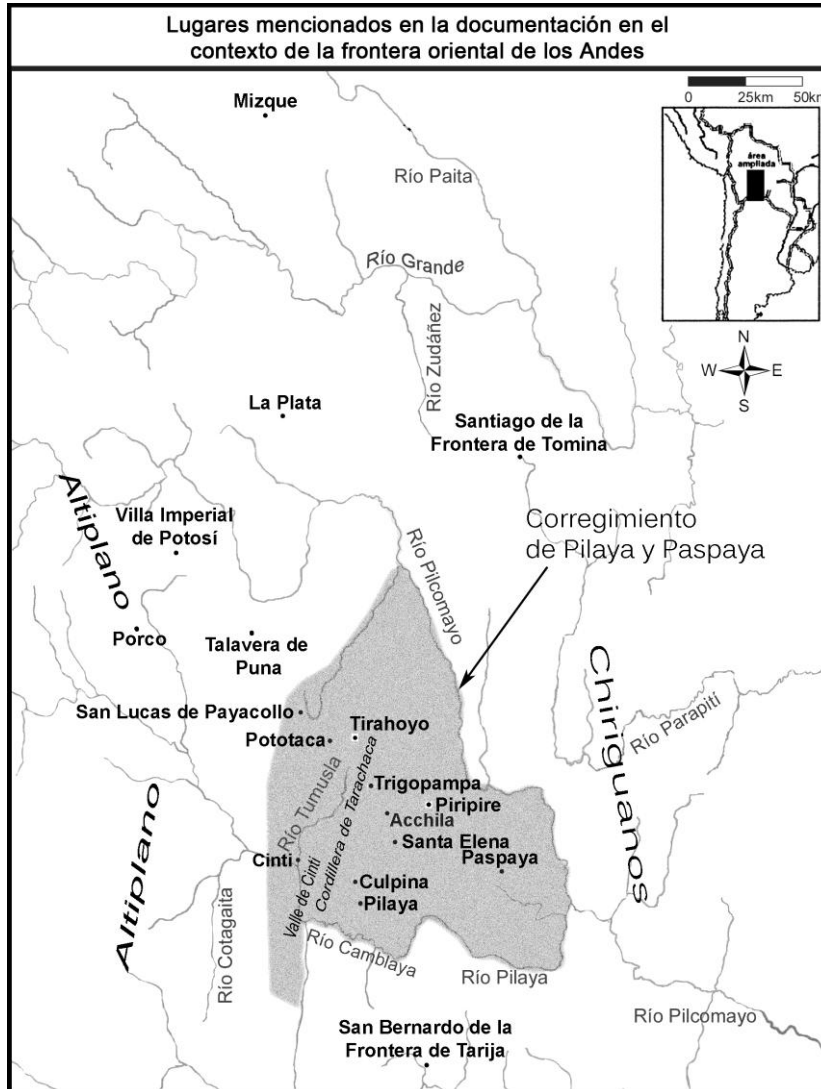 Lugares mencionados en la documentación en el
contexto de la frontera oriental de los Andes
0 25km 50km
Mizque
área
ampliada
Río Paita
Río Grande
N
W E
S
Río Zudáñez
La Plata
Santiago de la
Frontera de Tomina
Altiplano
Villa Imperial
de Potosí
Corregimiento
de Pilaya y Paspaya
Río Pilcomayo
Porco
Talavera de
Puna
Chiriguanos
San Lucas de Payacollo
Tirahoyo
Pototaca
Río Parapití
Río Tumusla
Cordillera de Tarachaca
Trigopampa
Piripire
Acchila
Santa Elena
Altiplano
Cinti
Paspaya
Valle de Cinti
Culpina
Pilaya
Río Cotagaita
Río Camblaya
Río Pilaya
Río Pilcomayo
San Bernardo de la
Frontera de Tarija